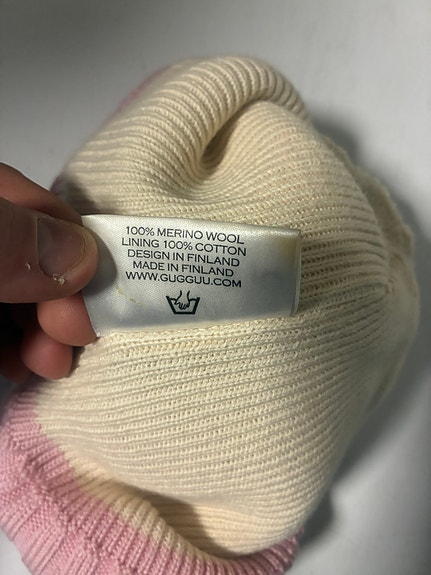 100% MERINO WOOL
LINING 100% COTTON
DESIGN IN FINLAND
MADE IN FINLAND
WWW.GUGGUU.COM